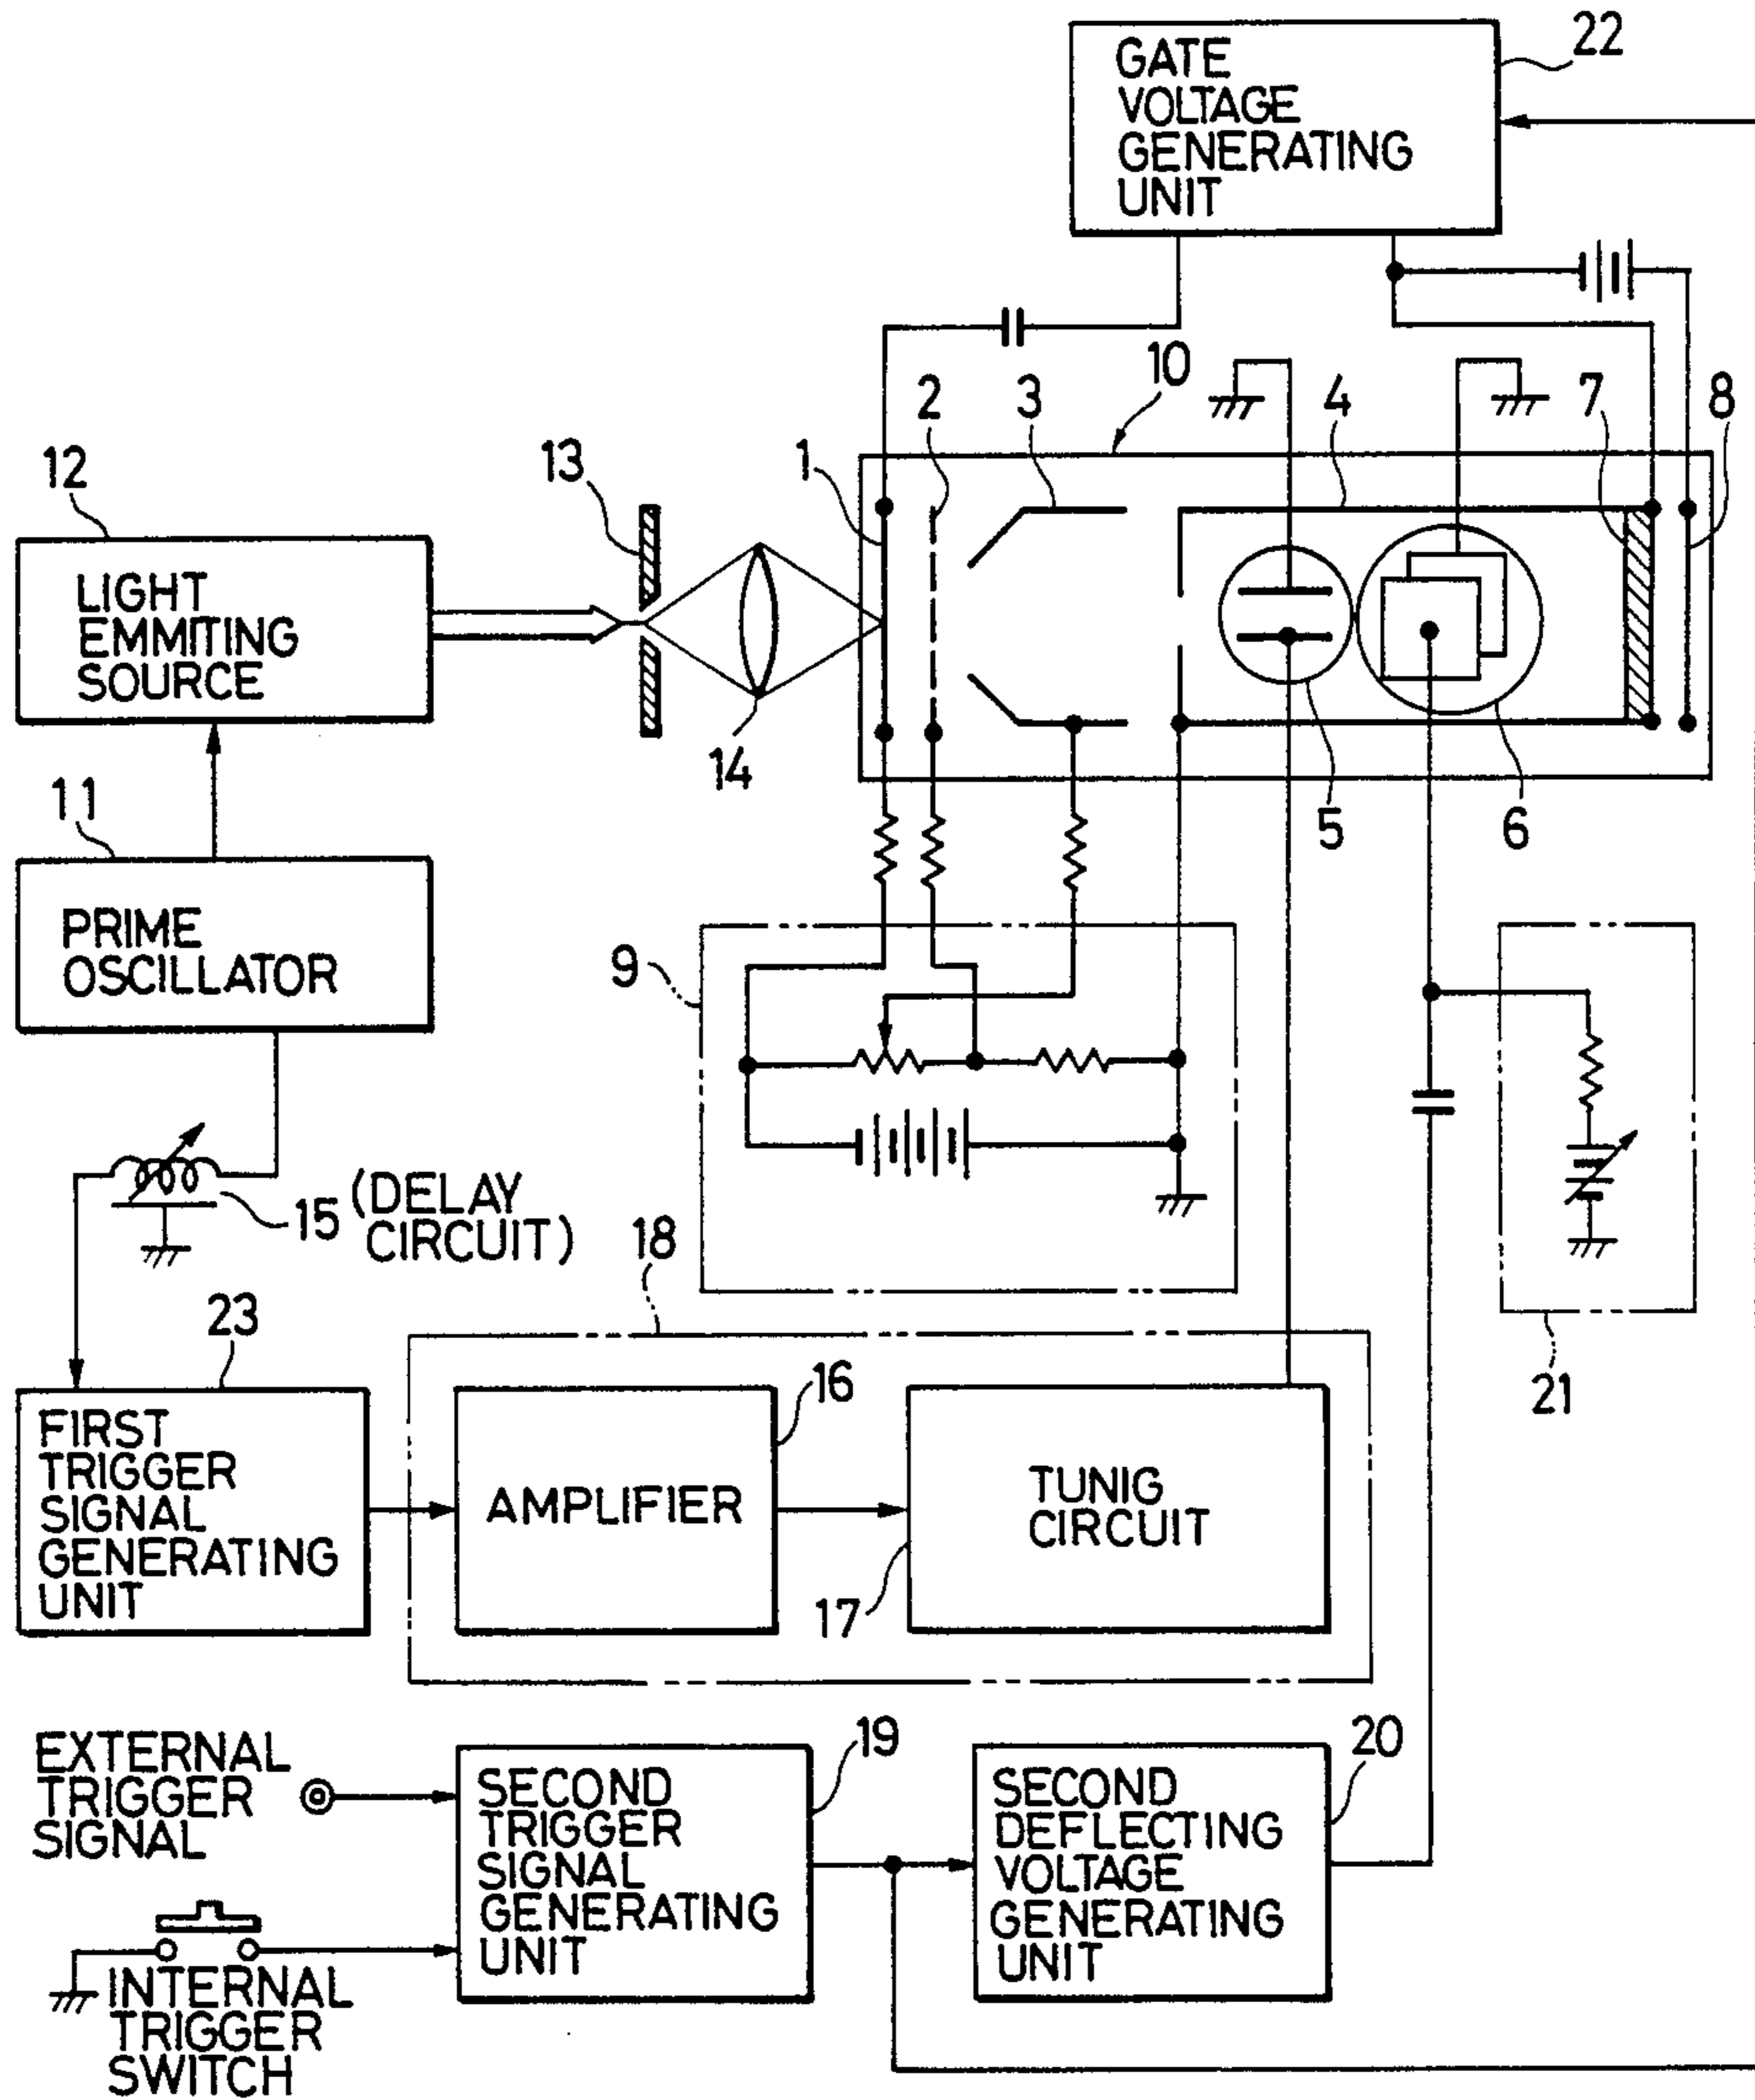 GATE
VOLTAGE
GENERATING
UNIT
22
10
2
3
4
7
8
1
13
12
LIGHT
EMMITING
SOURCE
14
5
6
11
PRIME
OSCILLATOR
9
15 (DELAY
CIRCUIT)
18
21
23
FIRST
TRIGGER
SIGNAL
GENERATING
UNIT
16
AMPLIFIER
TUNIG
CIRCUIT
17
EXTERNAL
TRIGGER
SIGNAL
19
SECOND
TRIGGER
SIGNAL
GENERATING
UNIT
20
SECOND
DEFLECTING
VOLTAGE
GENERATING
UNIT
INTERNAL
TRIGGER
SWITCH